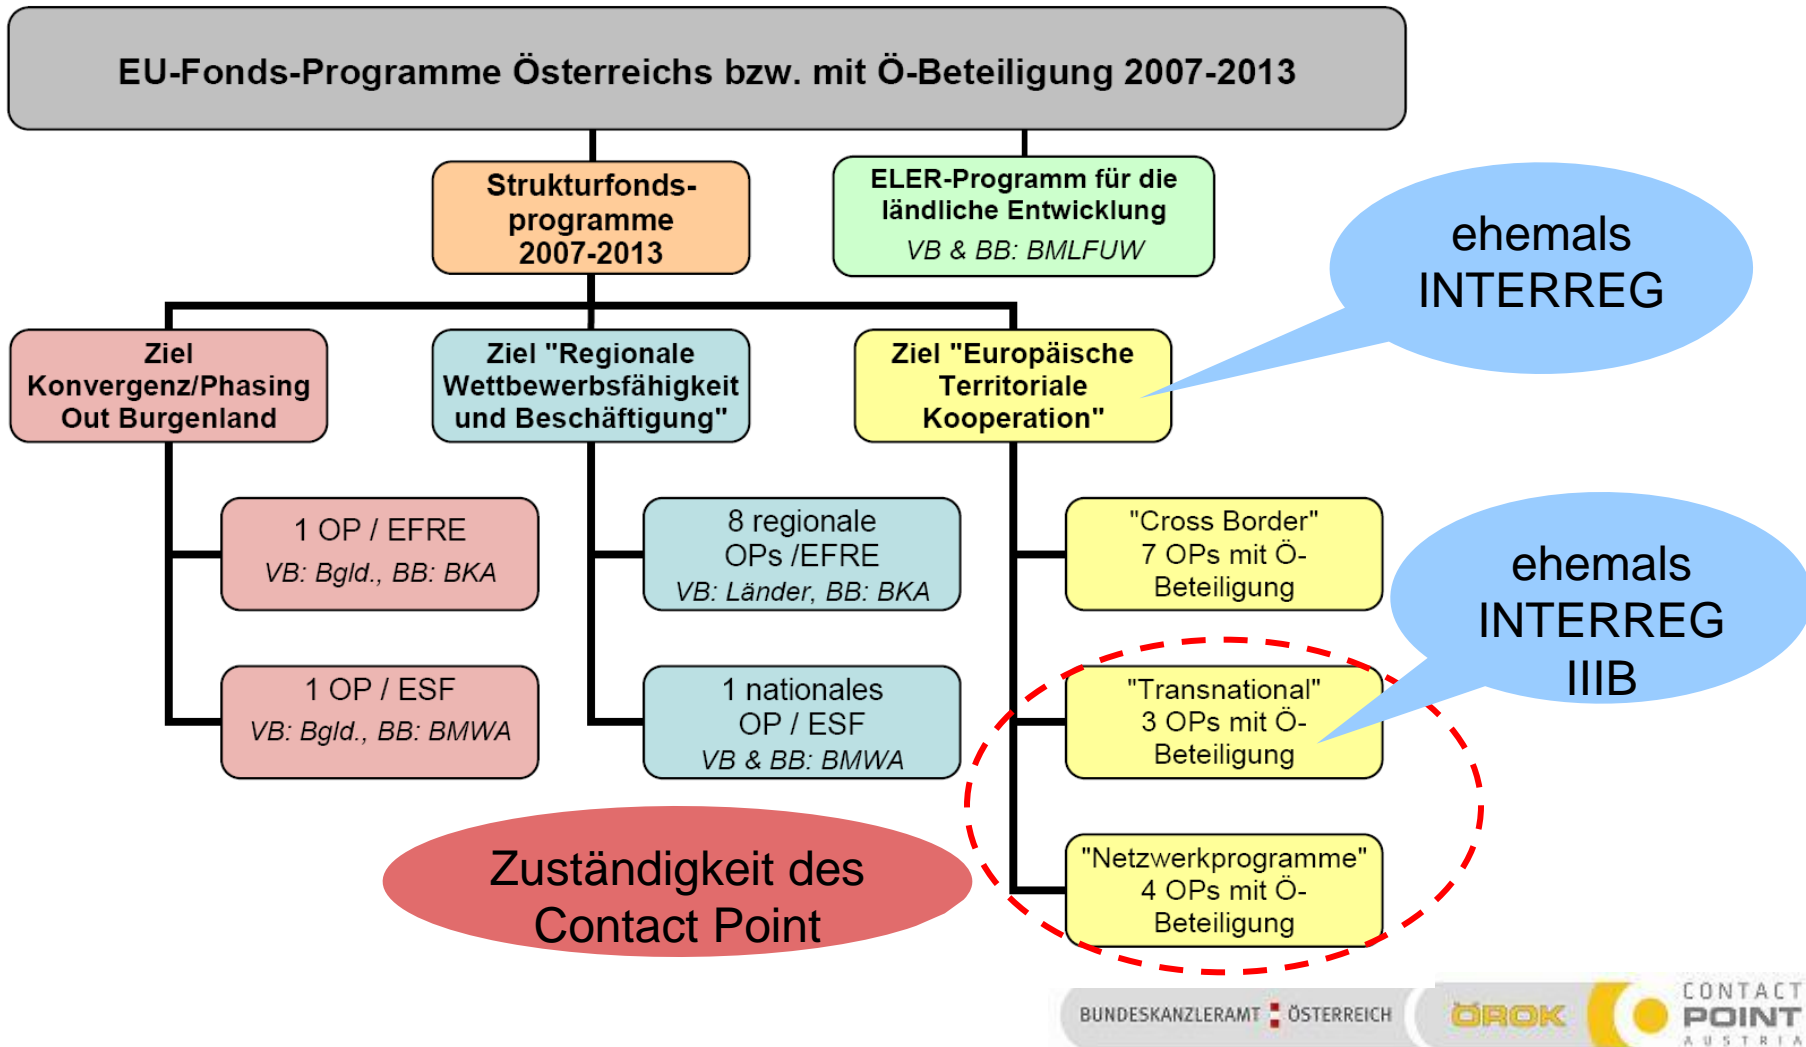 EU-Fonds-Programme Österreichs bzw. mit Ö-Beteiligung 2007-2013
Strukturfonds-
programme
2007-2013
ELER-Programm für die
ländliche Entwicklung
VB & BB: BMLFUW
ehemals
INTERREG
Ziel
Konvergenz/Phasing
Out Burgenland
Ziel "Regionale
Wettbewerbsfähigkeit
und Beschäftigung"
Ziel "Europäische
Territoriale
Kooperation"
1 OP / EFRE
VB: Bgld., BB: BKA
8 regionale
OPs /EFRE
VB: Länder, BB: BKA
"Cross Border"
7 OPs mit Ö-
Beteiligung
ehemals
INTERREG
IIIB
1 OP / ESF
VB: Bgld., BB: BMWA
1 nationales
OP / ESF
VB & BB: BMWA
"Transnational"
3 OPs mit Ö-
Beteiligung
Zuständigkeit des
Contact Point
"Netzwerkprogramme"
4 OPs mit Ö-
Beteiligung
BUNDESKANZLERAMT ÖSTERREICH
ÖROK
CONTACT
POINT
AUSTRIA